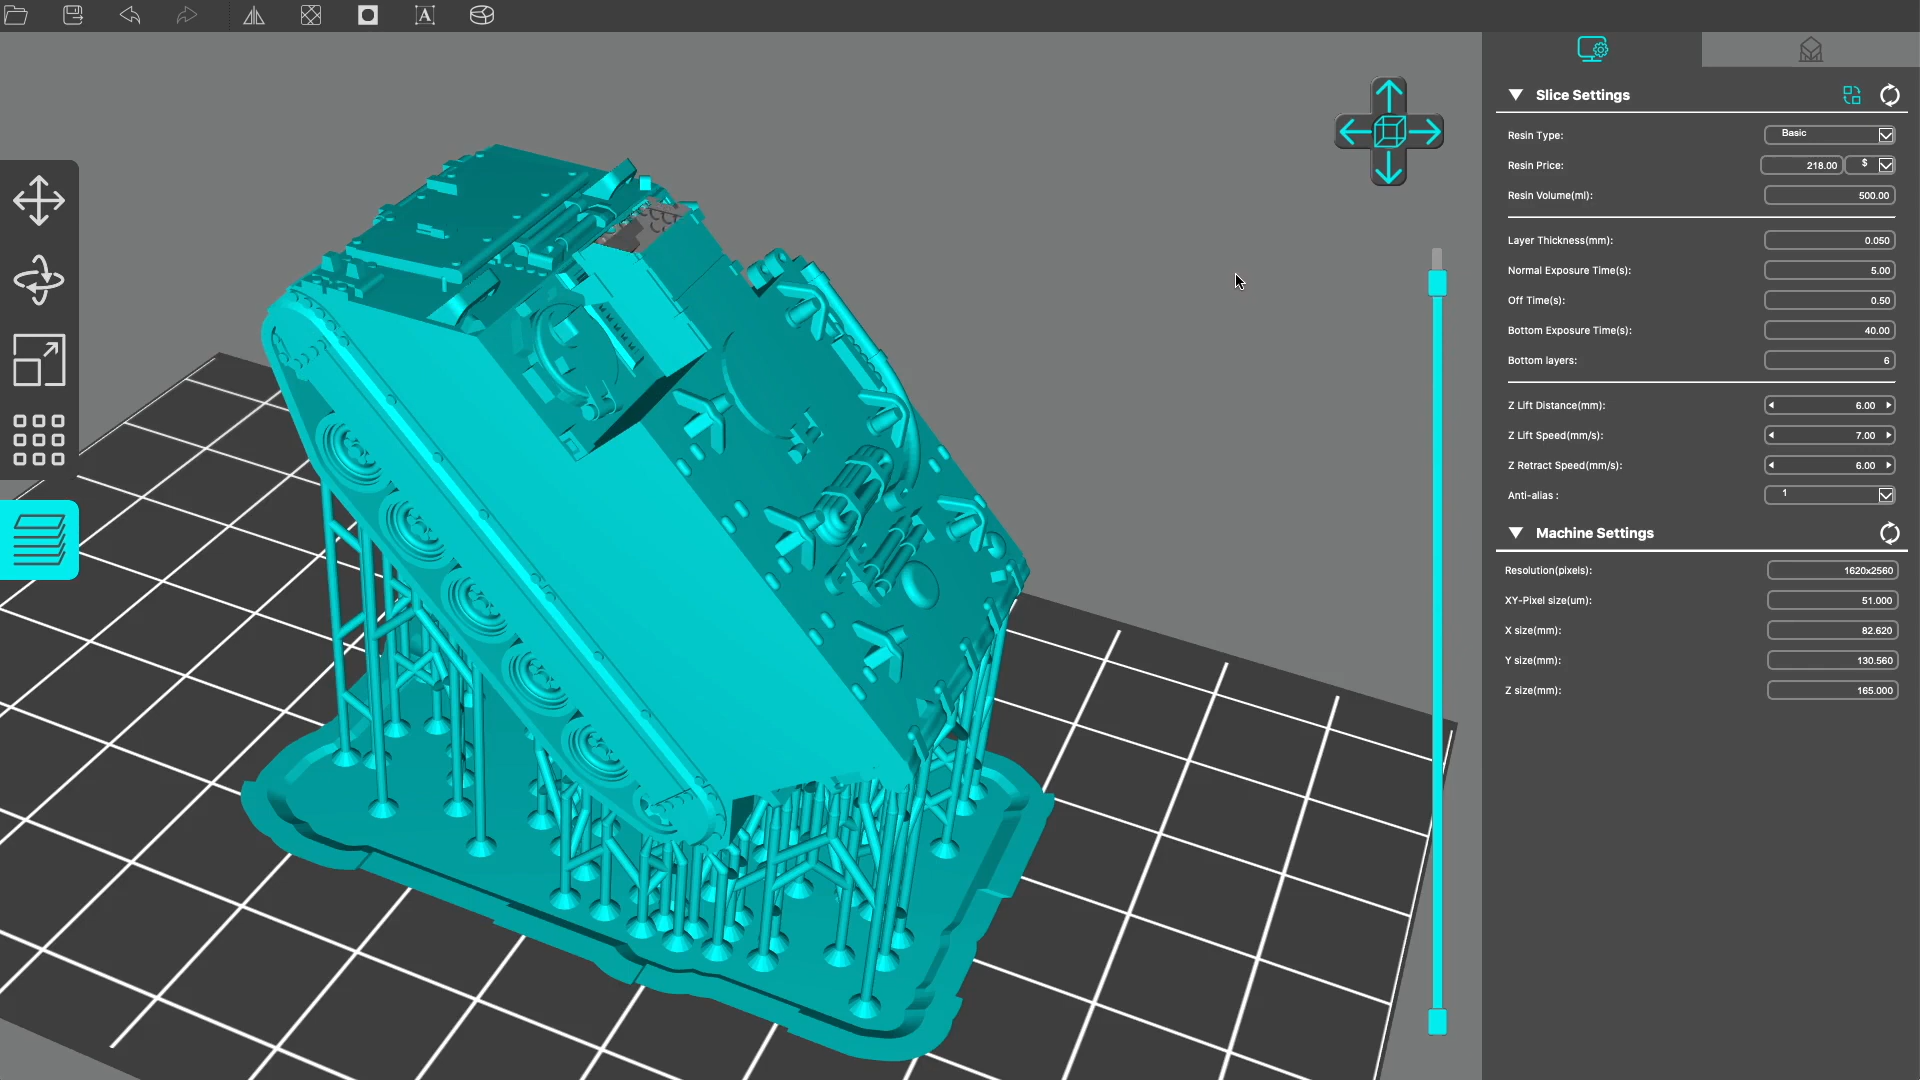 A
Slice Settings
Resin Type: Basic
Resin Price: 218.00 $
Resin Volume(ml): 500.00
Layer Thickness(mm): 0.050
Normal Exposure Time(s): 5.00
Off Time(s): 0.50
Bottom Exposure Time(s): 40.00
Bottom layers: 6
Z Lift Distance(mm): 6.00
Z Lift Speed(mm/s): 7.00
Z Retract Speed(mm/s): 6.00
Anti-alias : 1
Machine Settings
Resolution(pixels): 1620x2560
XY-Pixel size(um): 51.000
X size(mm): 82.620
Y size(mm): 130.560
Z size(mm): 165.000